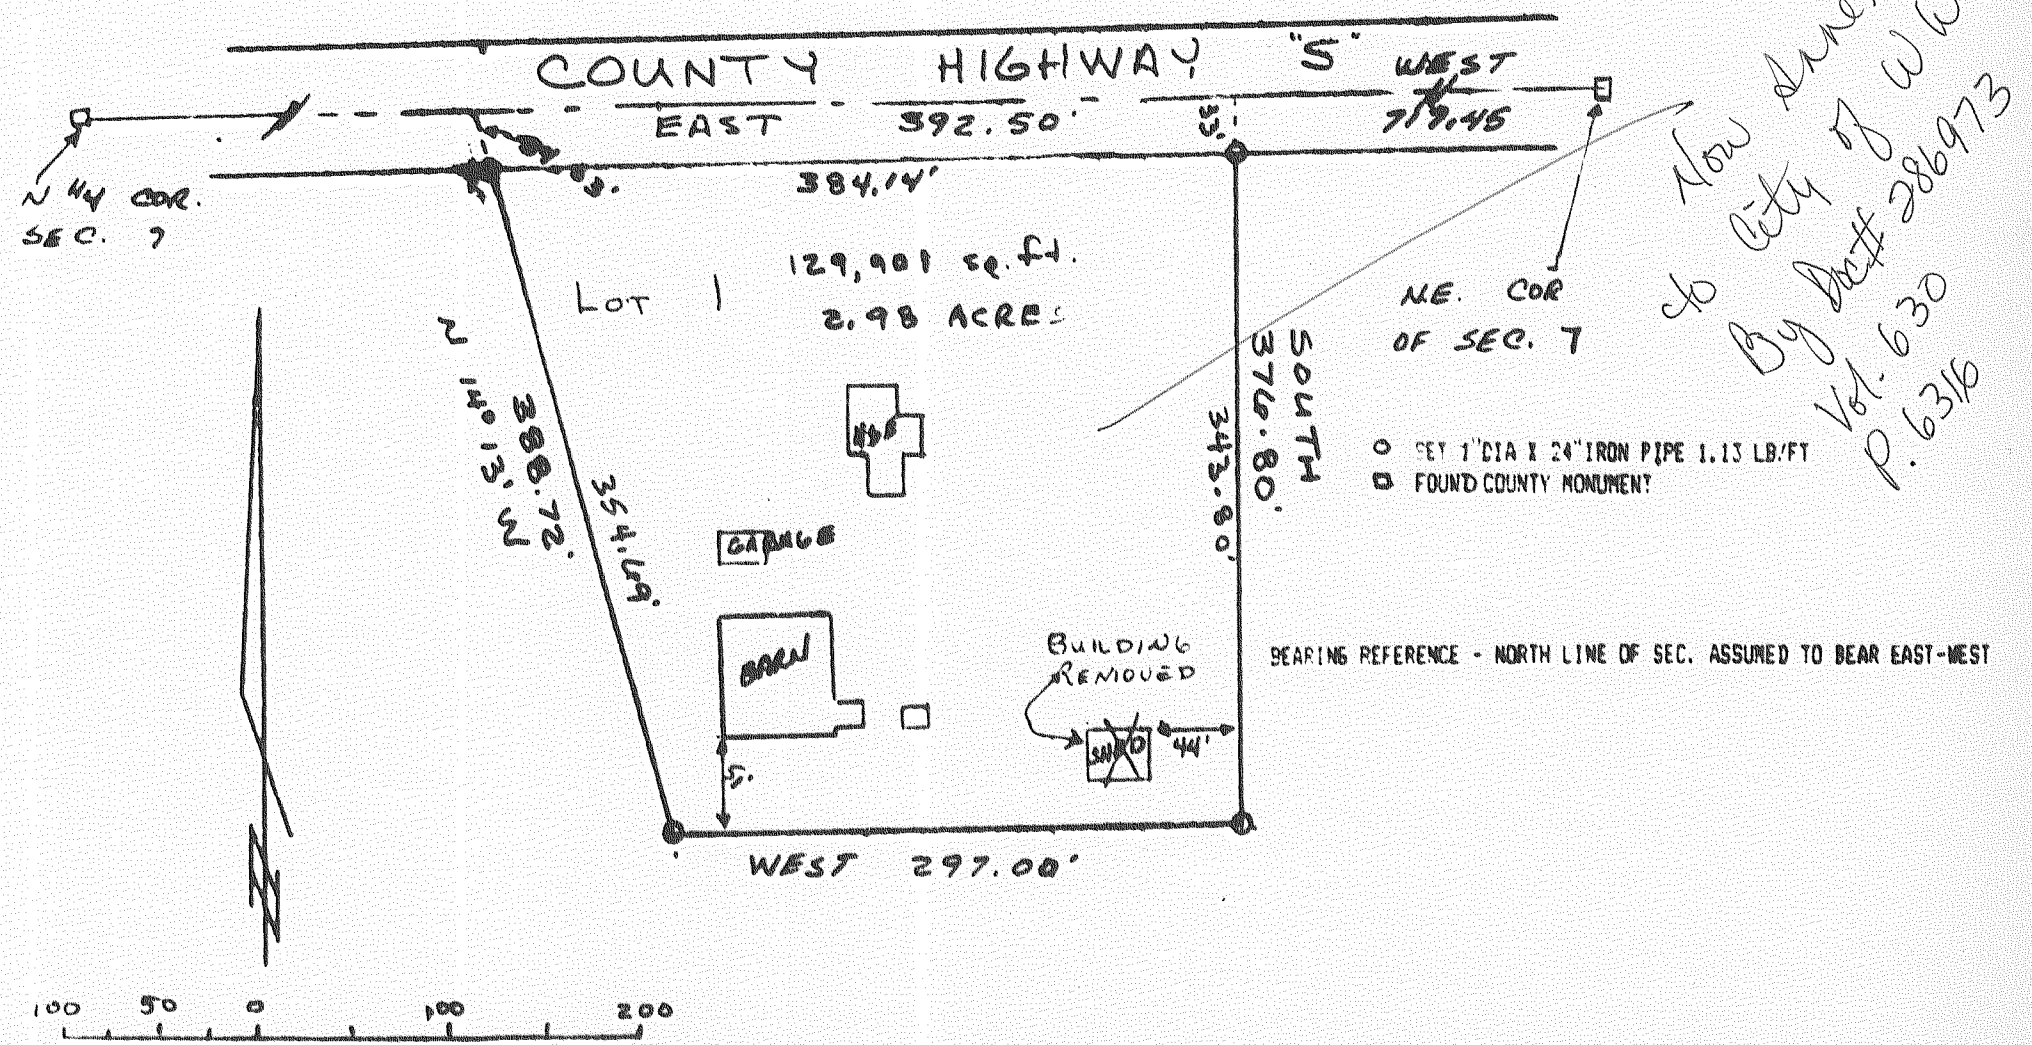 COUNTY HIGHWAY "S"
WEST
719.45
EAST 392.50'
33'
384.14'
N 1/4 COR.
SEC. 7
129,901 sq.ft.
LOT 1
2.98 ACRES
N.E. COR
OF SEC. 7
N 14° 13' W
388.72'
354.69'
SOUTH
376.80'
343.80'
GARAGE
BARN
BUILDING
REMOVED
SHED
44'
WEST 297.00'
SET 1" DIA X 24" IRON PIPE 1.13 LB/FT
FOUND COUNTY MONUMENT
BEARING REFERENCE - NORTH LINE OF SEC. ASSUMED TO BEAR EAST-WEST
Now
to City of W W
By Doc# 286973
Vol. 630
P. 6316
N
100 50 0 100 200